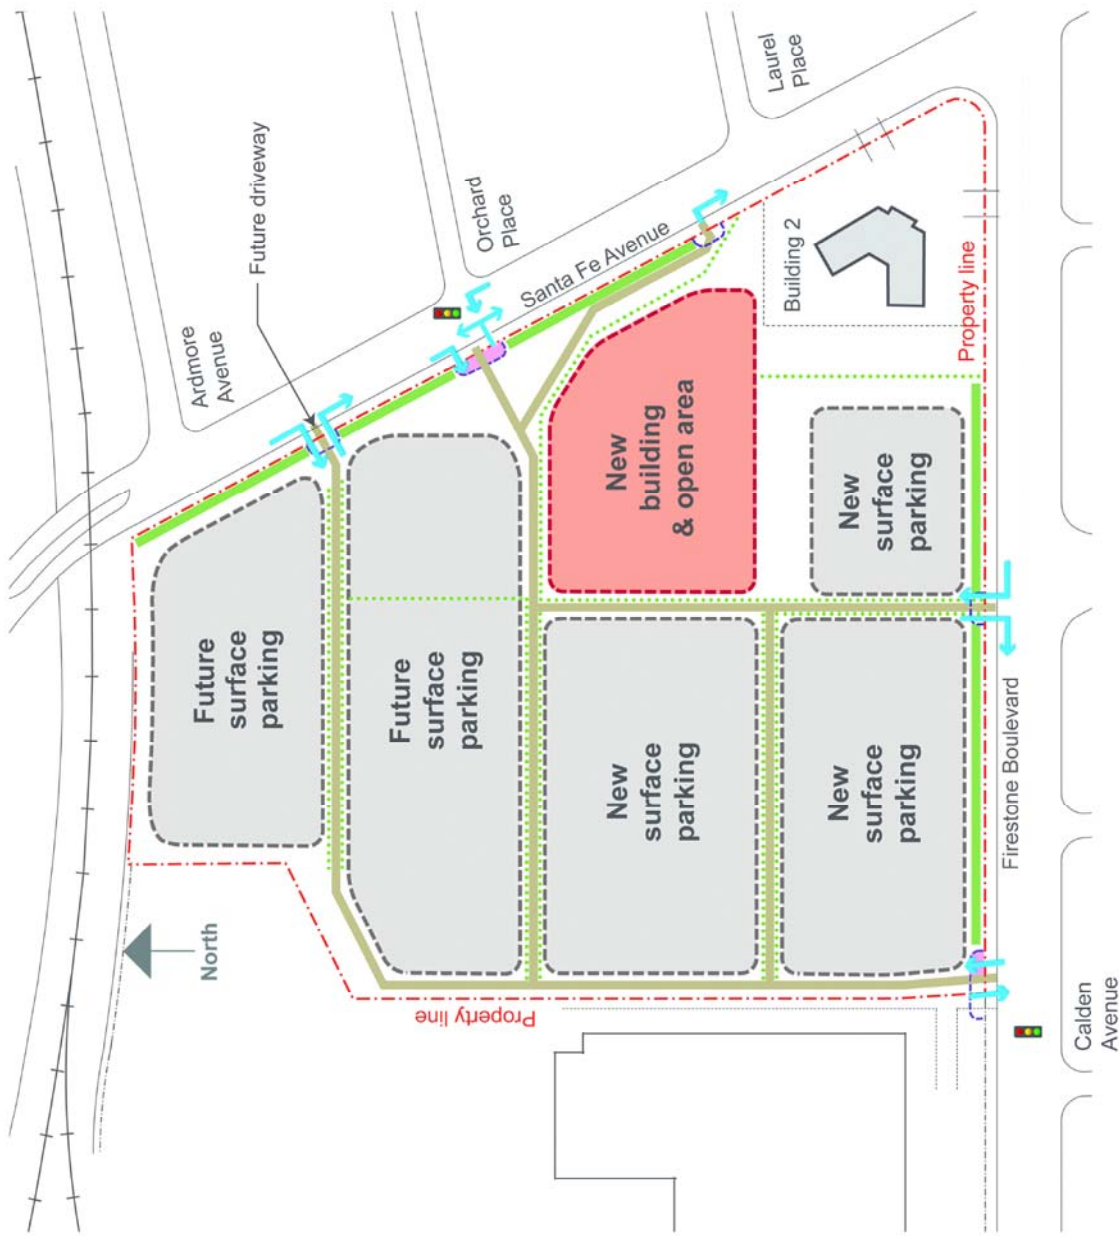 Laurel
Place
Future driveway
Orchard
Place
Ardmore
Avenue
Santa Fe Avenue
Building 2
Property line
New
building
& open area
New
surface
parking
Future
surface
parking
Future
surface
parking
New
surface
parking
New
surface
parking
Firestone Boulevard
North
Property line
Calden
Avenue